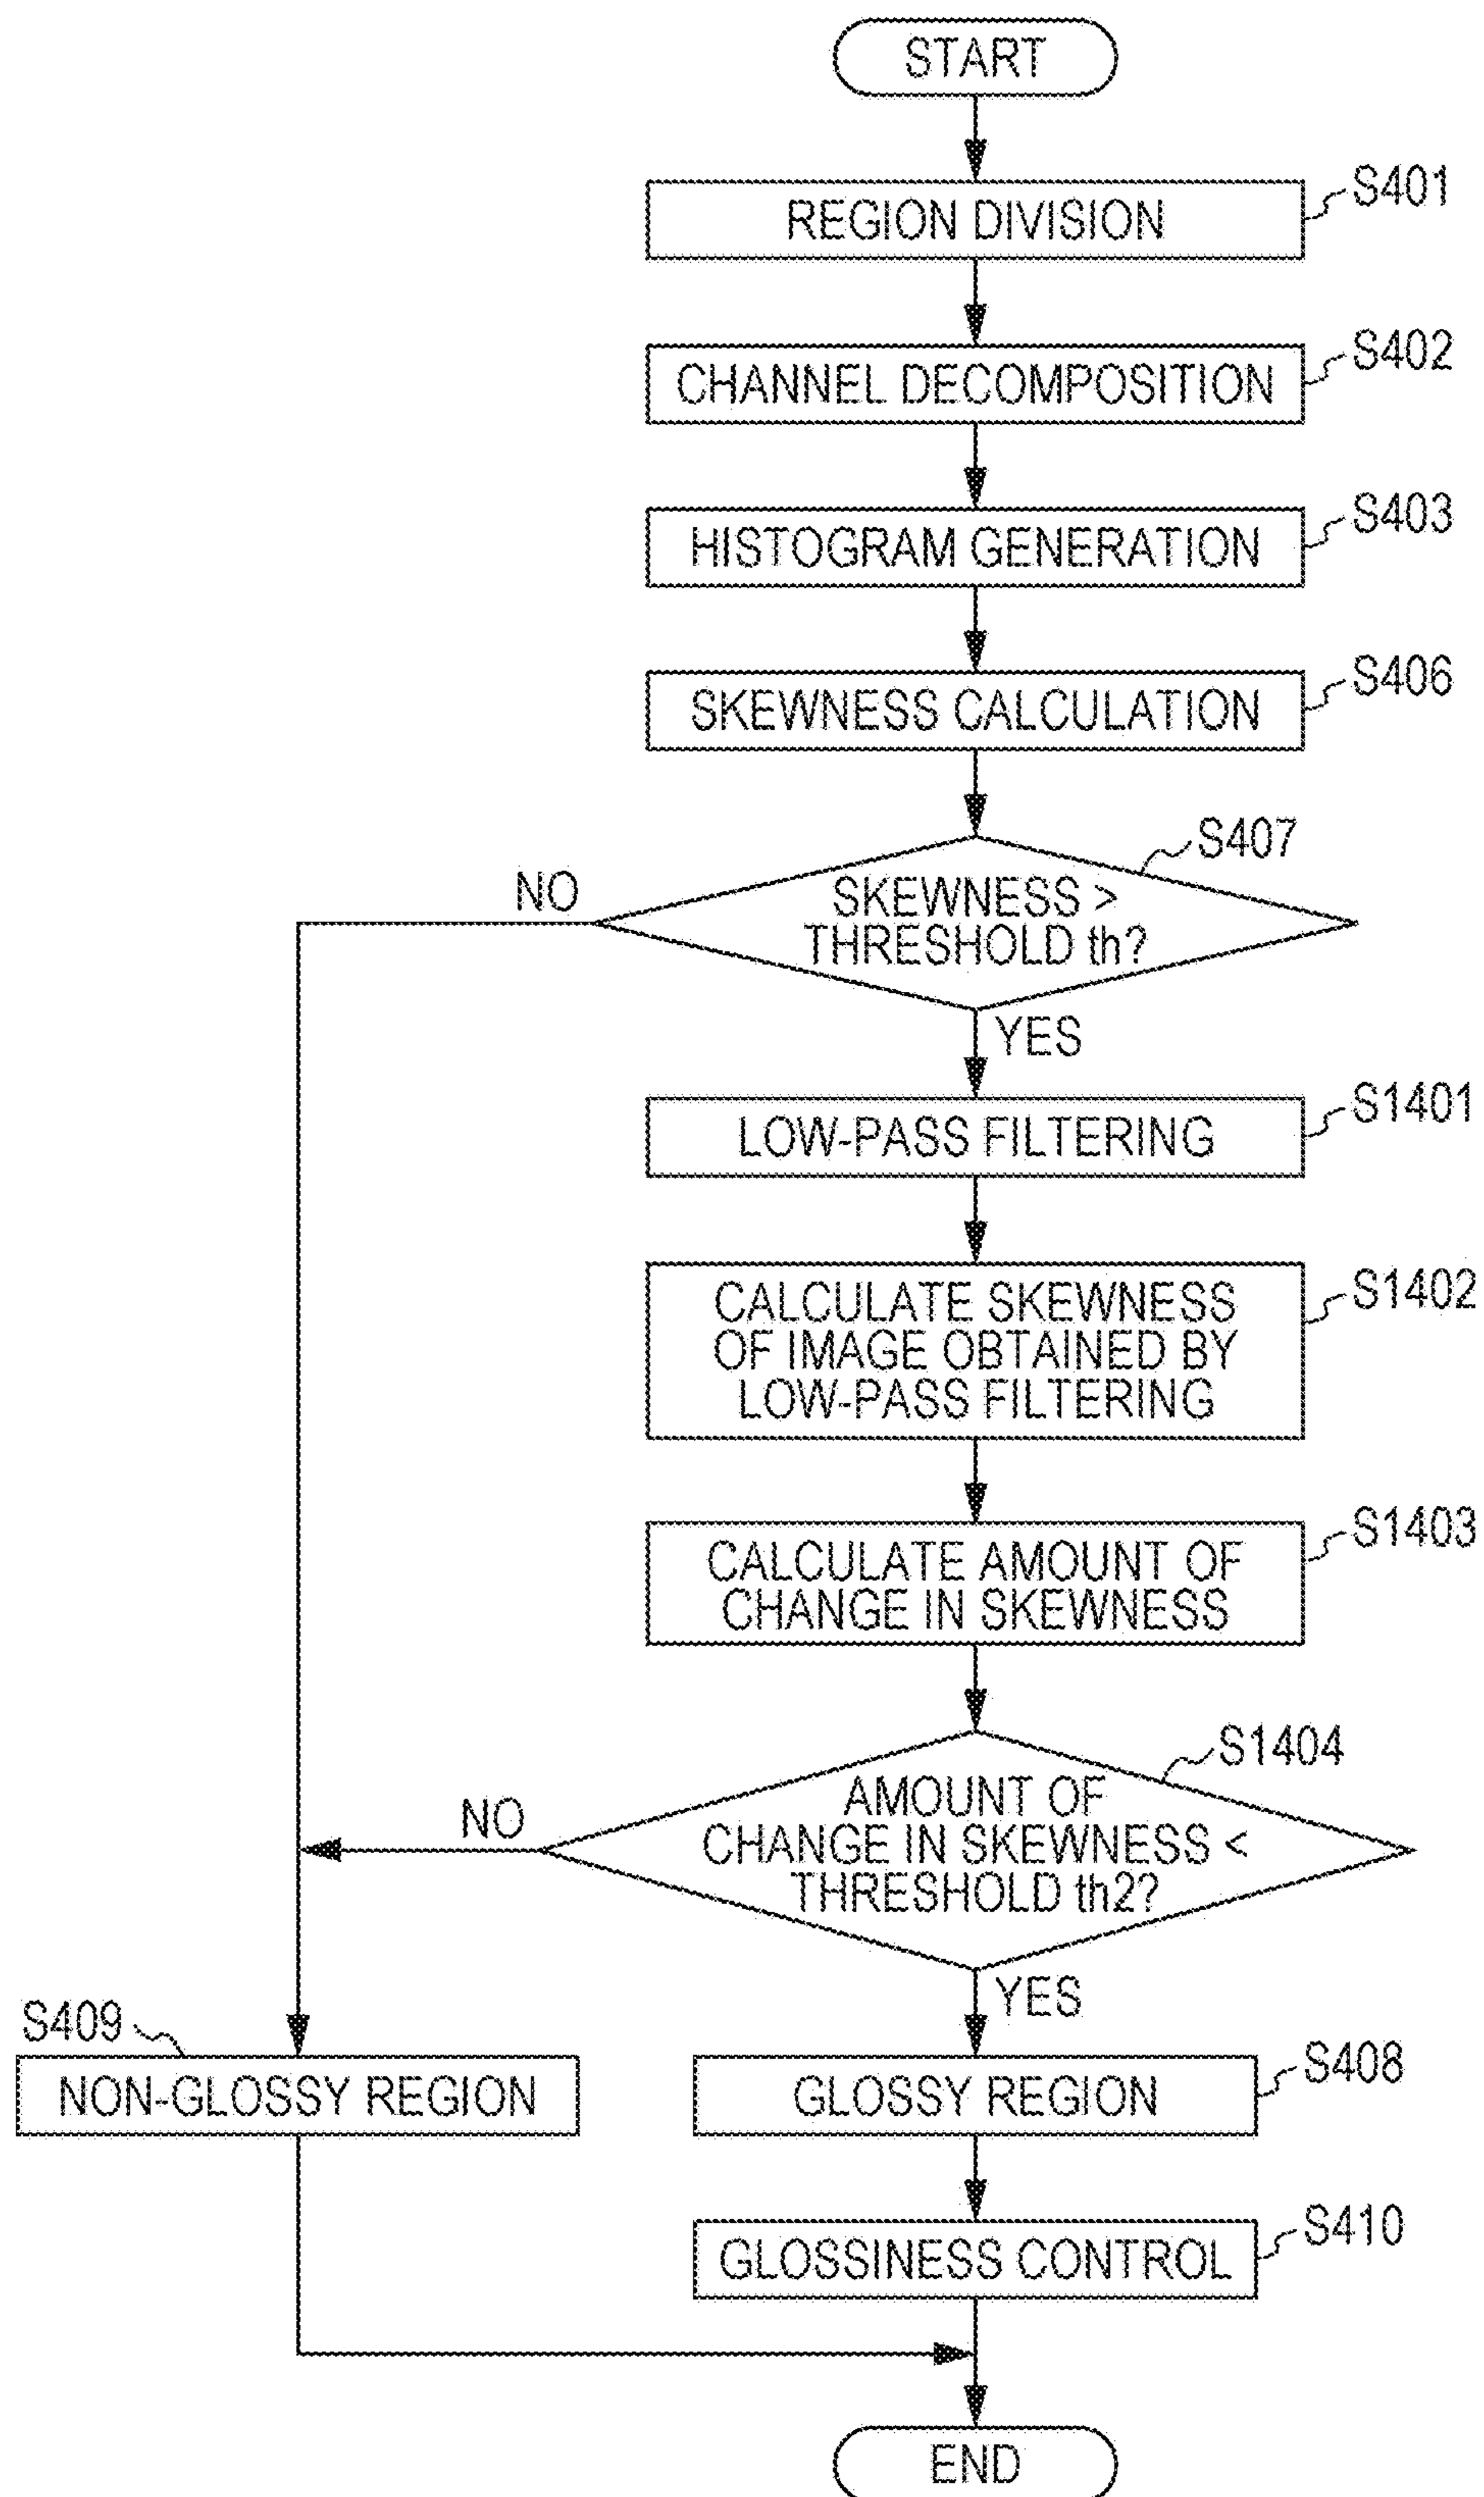 START
REGION DIVISION
S401
CHANNEL DECOMPOSITION
S402
HISTOGRAM GENERATION
S403
SKEWNESS CALCULATION
S406
S407
SKEWNESS >
THRESHOLD th?
NO
YES
LOW-PASS FILTERING
S1401
CALCULATE SKEWNESS
OF IMAGE OBTAINED BY
LOW-PASS FILTERING
S1402
CALCULATE AMOUNT OF
CHANGE IN SKEWNESS
S1403
S1404
AMOUNT OF
CHANGE IN SKEWNESS <
THRESHOLD th2?
NO
YES
S409
NON-GLOSSY REGION
GLOSSY REGION
S408
GLOSSINESS CONTROL
S410
END